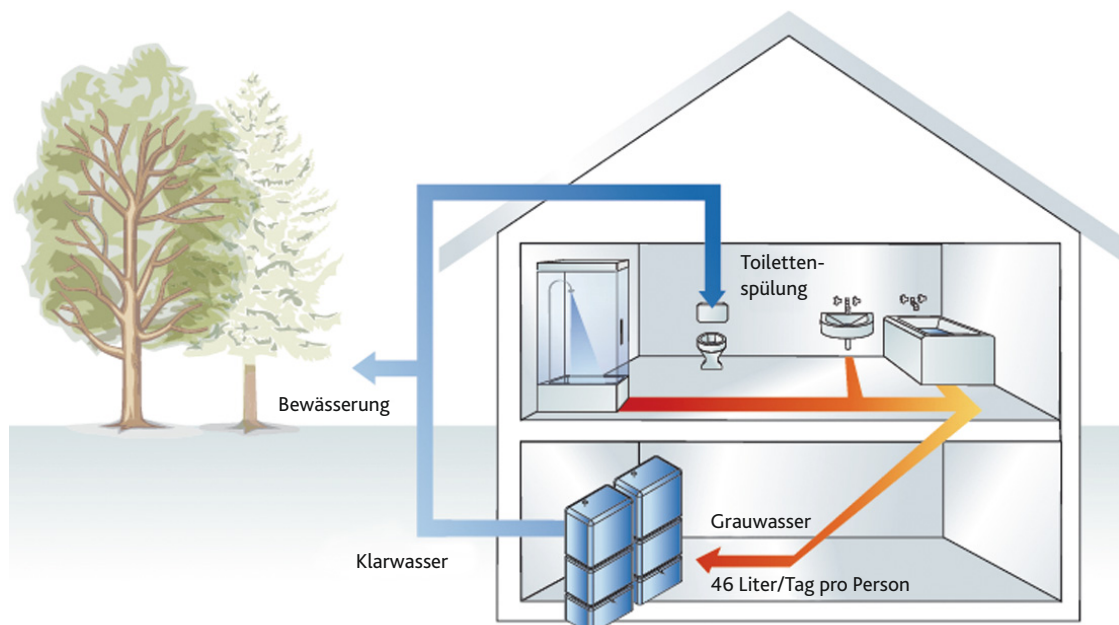 Toiletten-
spülung
Bewässerung
Grauwasser
Klarwasser
46 Liter/Tag pro Person